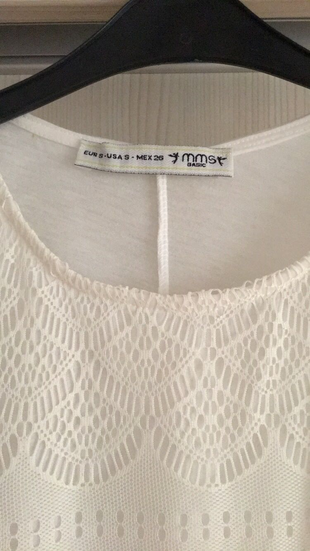 EUR S - USA S - MEX 26 mms
BASIC